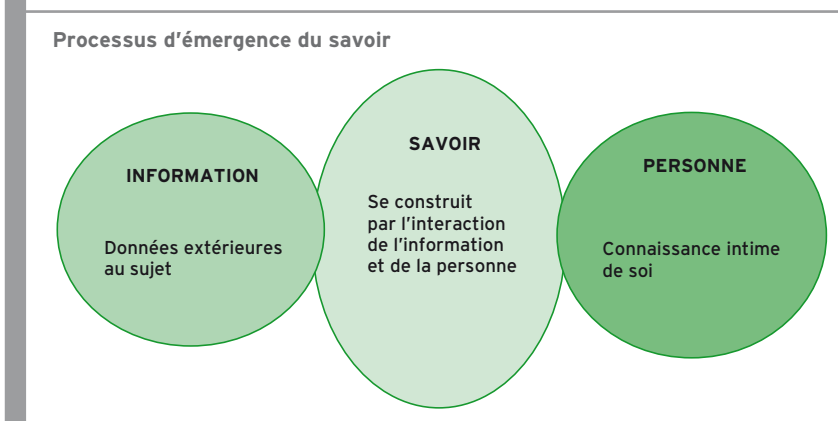 Processus d’émergence du savoir
INFORMATION
Données extérieures
au sujet
SAVOIR
Se construit
par l’interaction
de l’information
et de la personne
PERSONNE
Connaissance intime
de soi